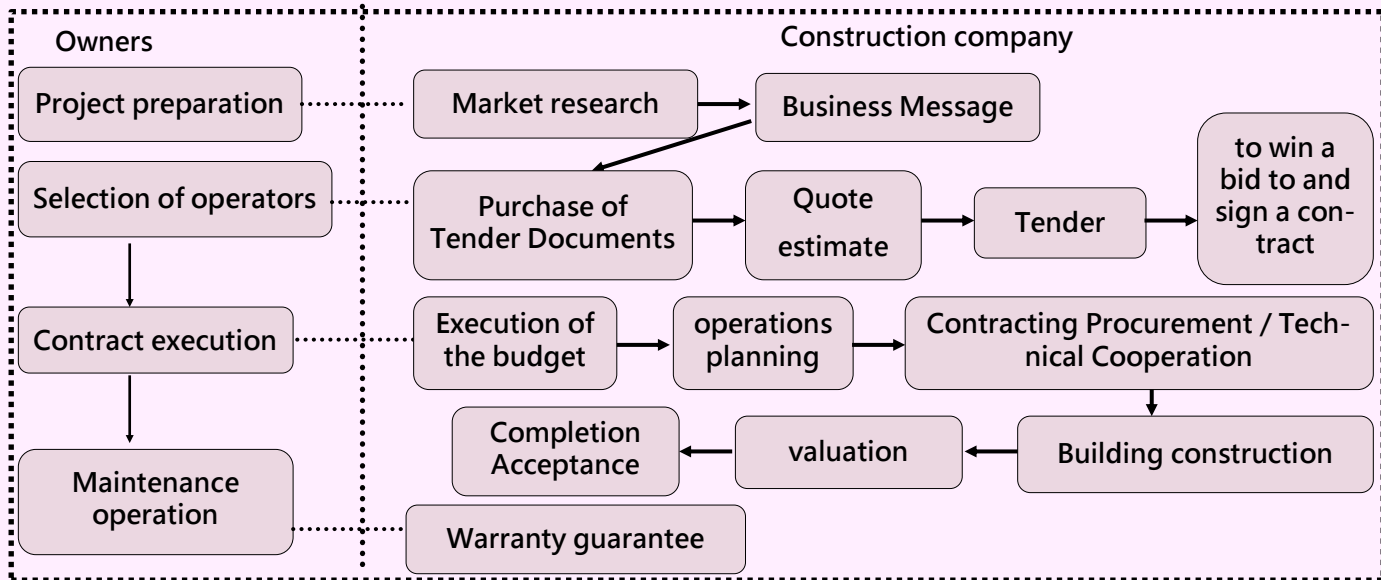 Owners
Construction company
Project preparation
Market research
Business Message
to win a
bid to and
sign a con-
tract
Selection of operators
Purchase of
Tender Documents
Quote
estimate
Tender
Contract execution
Execution of
the budget
operations
planning
Contracting Procurement / Tech-
nical Cooperation
Completion
Acceptance
valuation
Building construction
Maintenance
operation
Warranty guarantee